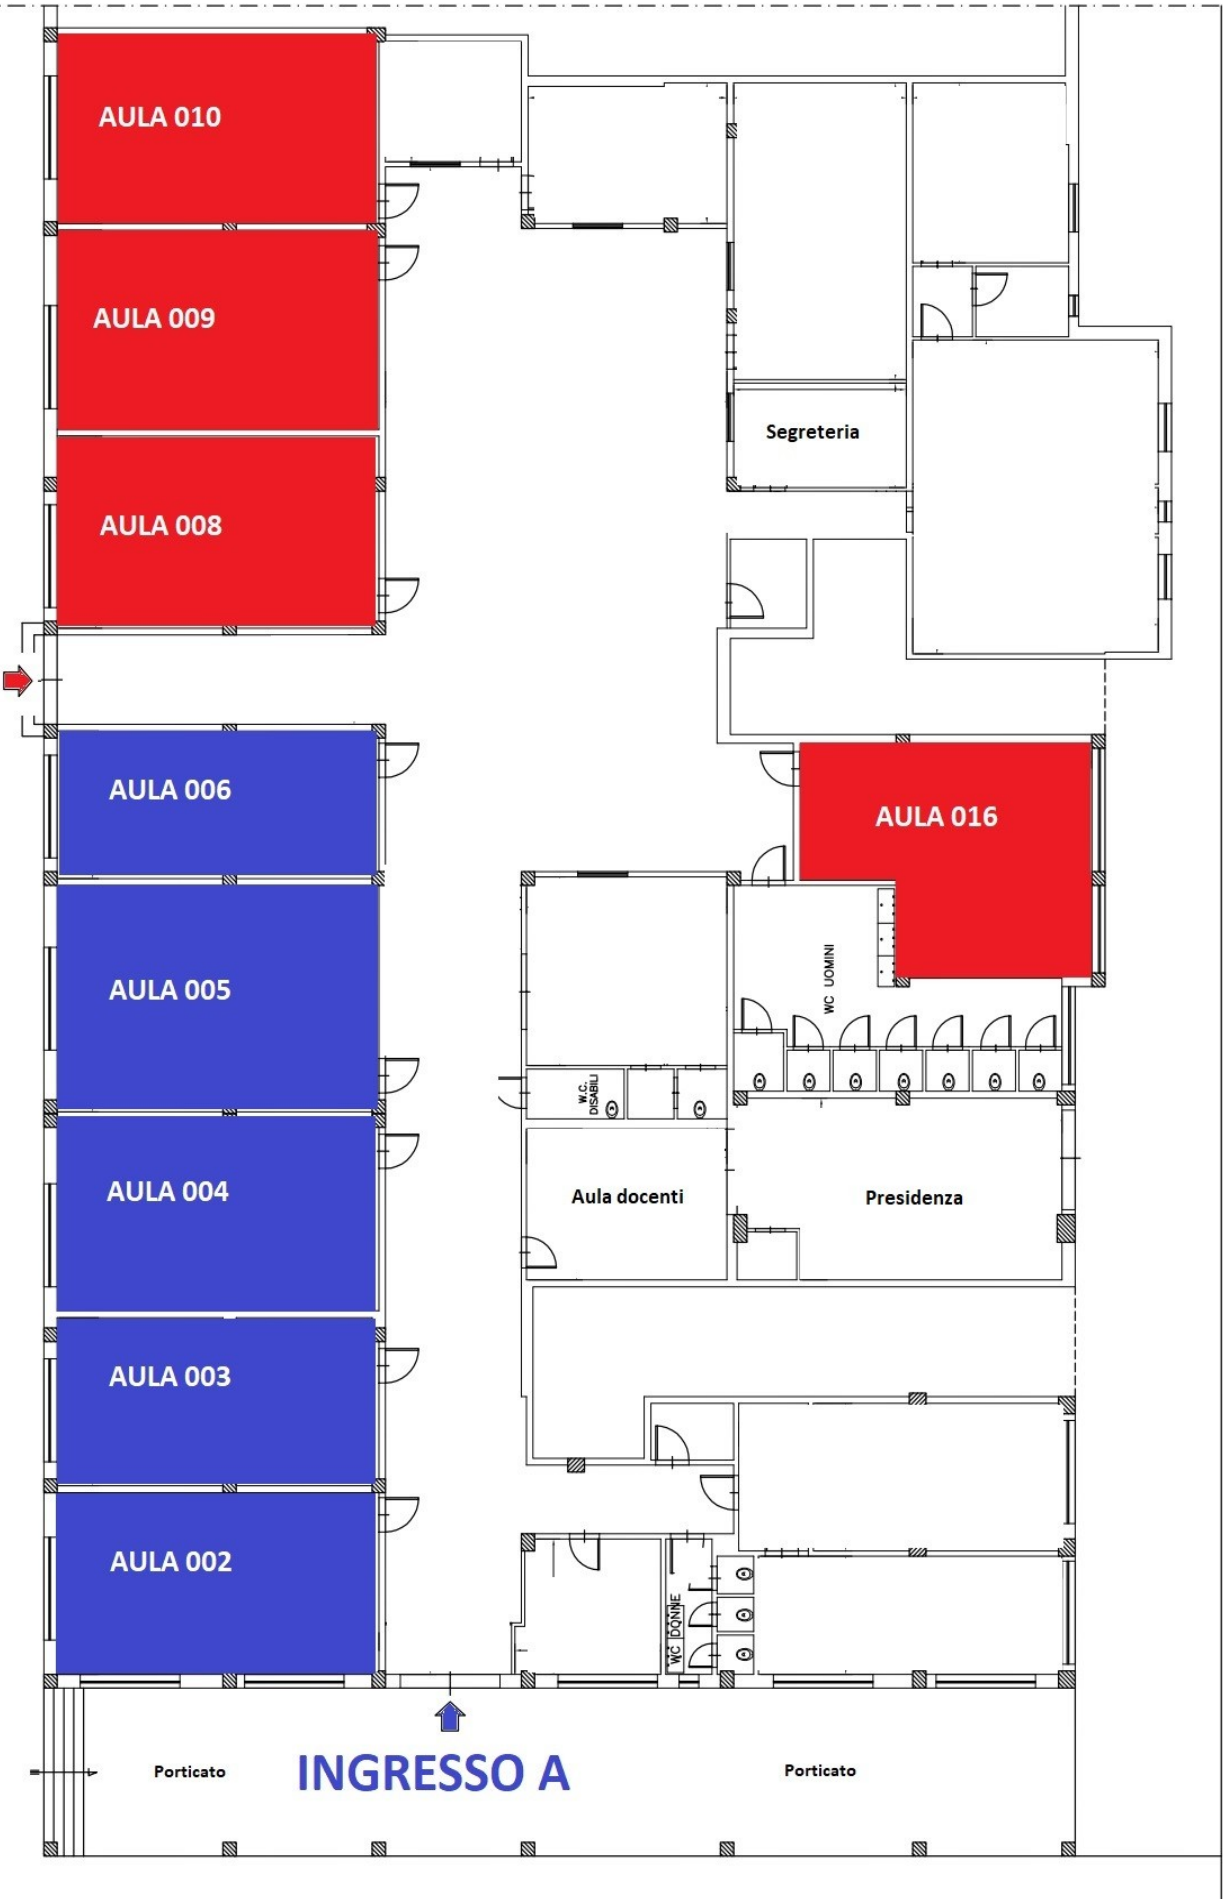 AULA 010
AULA 009
Segreteria
AULA 008
AULA 006
AULA 016
AULA 005
WC UOMINI
W.C.
DISABILI
AULA 004
Aula docenti
Presidenza
AULA 003
AULA 002
WC DONNE
Porticato
INGRESSO A
Porticato